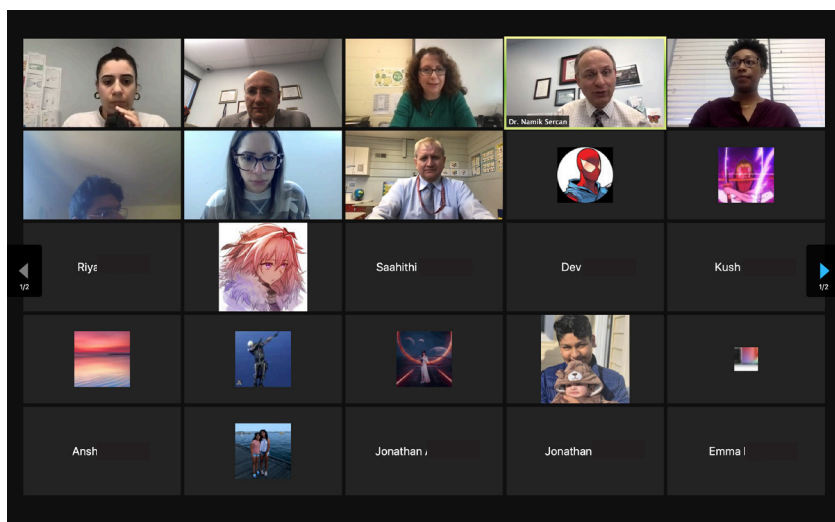 Dr. Namik Sercan
1/2
1/2
Riya
Saahithi
Dev
Kush
Ansh
Jonathan
Jonathan
Emma